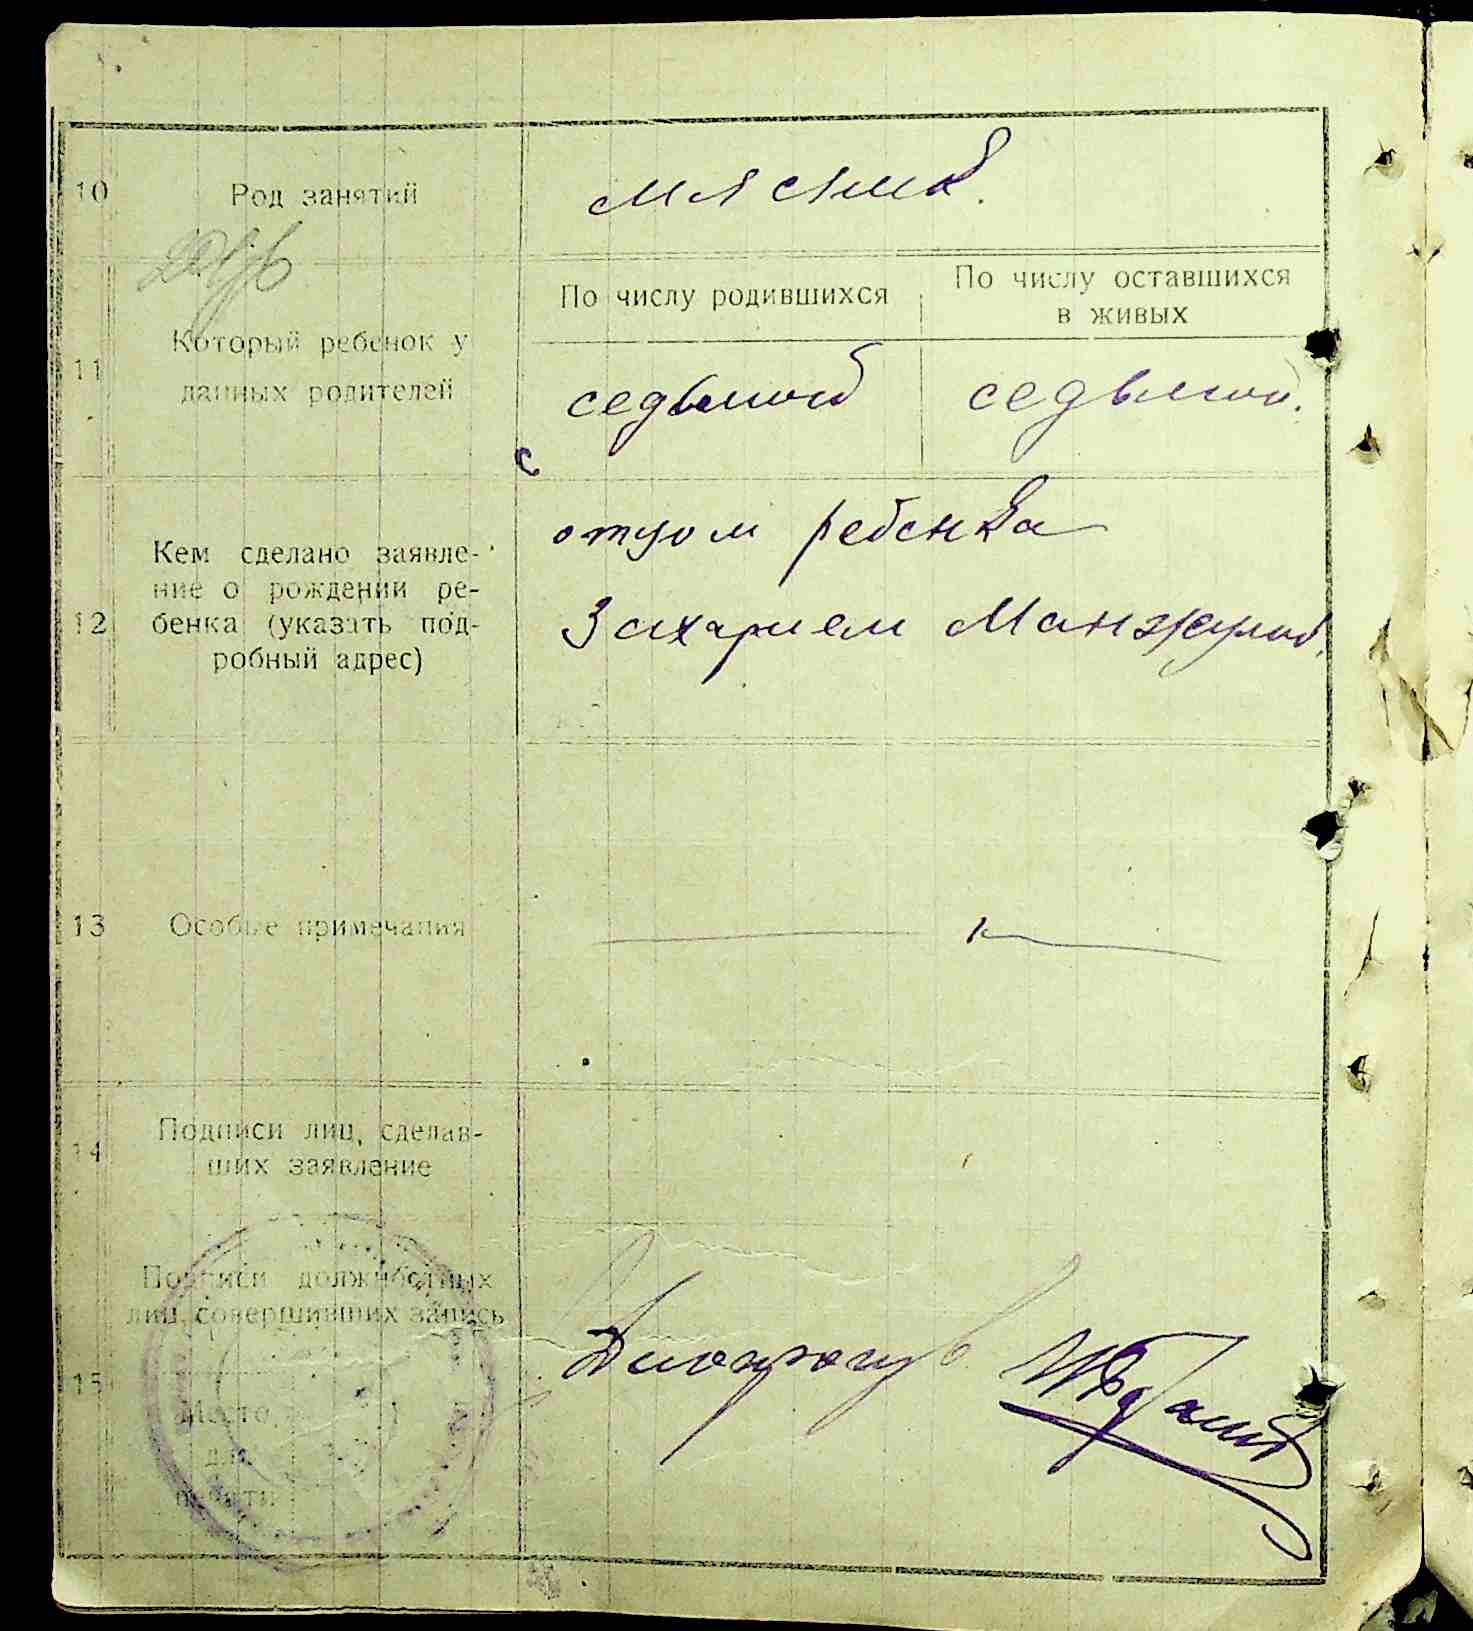 10 Род занятий мясник.
11 Который ребенок у
данных родителей
По числу родившихся
По числу оставшихся
в живых
седьмой
седьмой.
12 Кем сделано заявле-
ние о рождении ре-
бенка (указать под-
робный адрес)
отцом ребенка
Захарием
13 Особые примечания
14 Подписи лиц, сделав-
ших заявление
15 Подписи должностных
лиц, совершивших запись
Место
для
печати